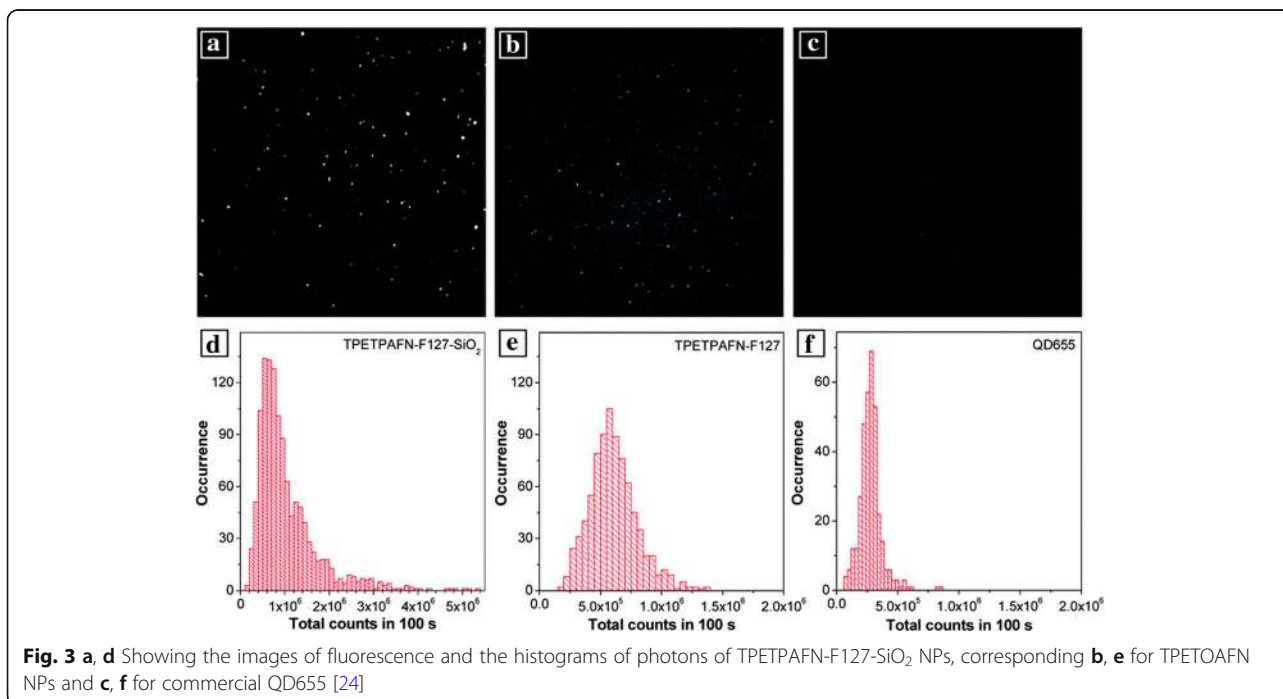 a
b
c
d
TPETPAFN-F127-SiO₂
Occurrence
120
90
60
30
0
0 1x10⁶ 2x10⁶ 3x10⁶ 4x10⁶ 5x10⁶
Total counts in 100 s
e
TPETPAFN-F127
Occurrence
120
90
60
30
0
0.0 5.0x10⁵ 1.0x10⁶ 1.5x10⁶ 2.0x10⁶
Total counts in 100 s
f
QD655
Occurrence
60
40
20
0
0.0 5.0x10⁵ 1.0x10⁶ 1.5x10⁶ 2.0x10⁶
Total counts in 100 s
Fig. 3 a, d Showing the images of fluorescence and the histograms of photons of TPETPAFN-F127-SiO₂ NPs, corresponding b, e for TPETOAFN
NPs and c, f for commercial QD655 [24]